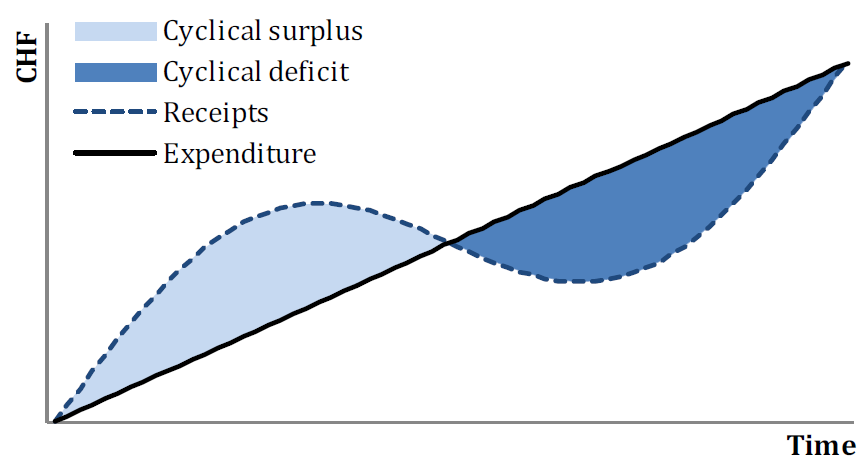 CHF
Cyclical surplus
Cyclical deficit
Receipts
Expenditure
Time